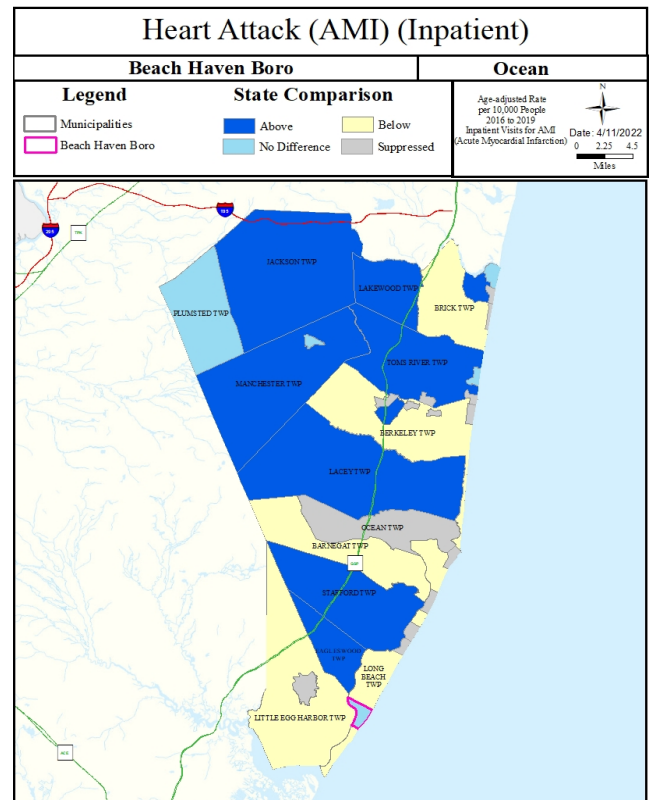 Heart Attack (AMI) (Inpatient)
Beach Haven Boro
Ocean
Legend
Municipalities
Beach Haven Boro
State Comparison
Above
Below
No Difference
Suppressed
Age-adjusted Rate
per 10,000 People
2016 to 2019
Inpatient Visits for AMI
(Acute Myocardial Infarction)
N
Date: 4/11/2022
0 2.25 4.5
Miles
195
JACKSON TWP
LAKEWOOD TWP
PLUMSTED TWP
BRICK TWP
TOMS RIVER TWP
MANCHESTER TWP
BERKELEY TWP
LACEY TWP
OCEAN TWP
BARNEGAT TWP
STAFFORD TWP
EAGLESWOOD
TWP
LONG
BEACH
TWP
LITTLE EGG HARBOR TWP